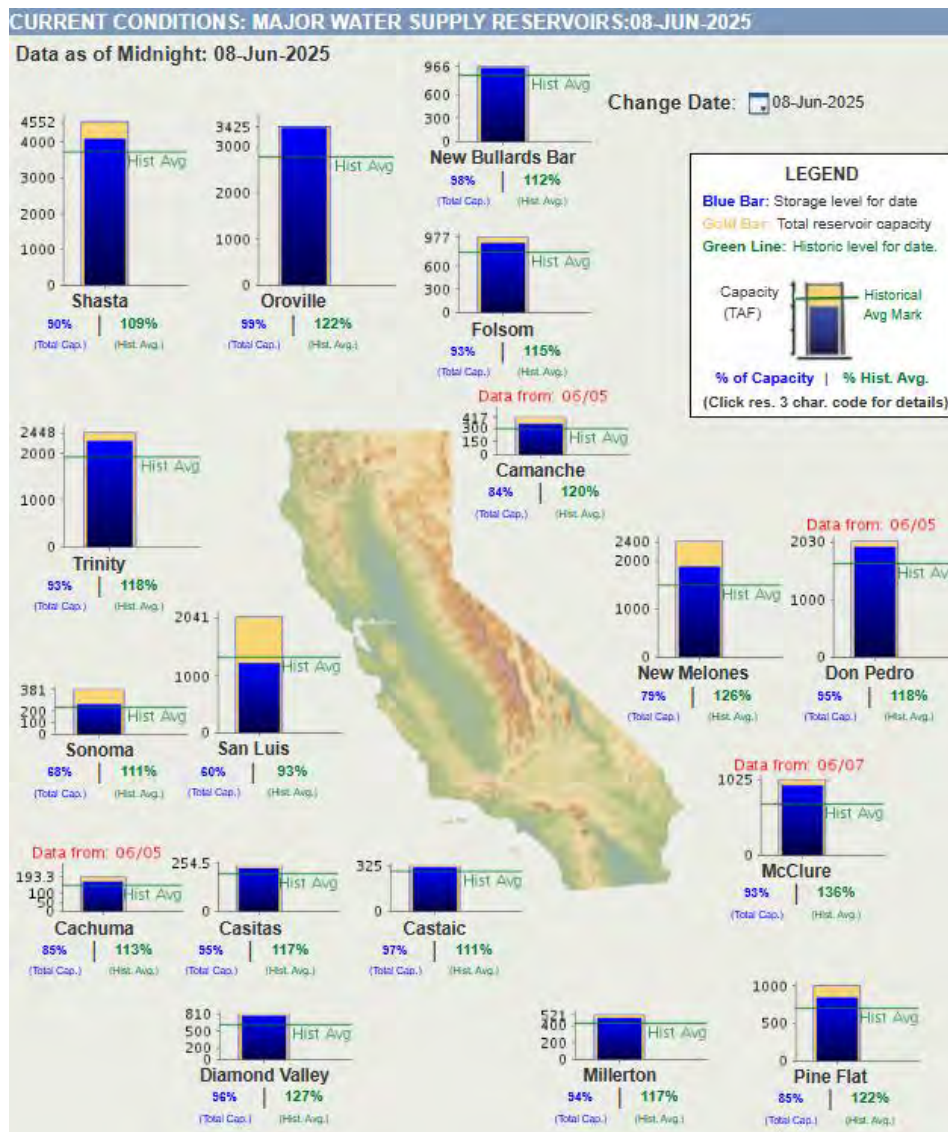 CURRENT CONDITIONS: MAJOR WATER SUPPLY RESERVOIRS:08-JUN-2025
Data as of Midnight: 08-Jun-2025
Change Date: 08-Jun-2025
4552
4000
3000
2000
1000
0
Hist Avg
Shasta
90% | 109%
(Total Cap.) (Hist. Avg.)
3425
3000
2000
1000
0
Hist Avg
Oroville
99% | 122%
(Total Cap.) (Hist. Avg.)
966
600
300
0
Hist Avg
New Bullards Bar
98% | 112%
(Total Cap.) (Hist. Avg.)
977
600
300
0
Hist Avg
Folsom
93% | 115%
(Total Cap.) (Hist. Avg.)
LEGEND
Blue Bar: Storage level for date
Gold Bar: Total reservoir capacity
Green Line: Historic level for date.
Capacity
(TAF)
Historical
Avg Mark
% of Capacity | % Hist. Avg.
(Click res. 3 char. code for details)
Data from: 06/05
417
300
150
0
Hist Avg
Camanche
84% | 120%
(Total Cap.) (Hist. Avg.)
2448
2000
1000
0
Hist Avg
Trinity
93% | 118%
(Total Cap.) (Hist. Avg.)
2400
2000
1000
0
Hist Avg
New Melones
79% | 126%
(Total Cap.) (Hist. Avg.)
Data from: 06/05
2030
1000
0
Hist Av
Don Pedro
95% | 118%
(Total Cap.) (Hist. Avg.)
381
200
100
0
Hist Avg
Sonoma
68% | 111%
(Total Cap.) (Hist. Avg.)
2041
1000
0
Hist Avg
San Luis
60% | 93%
(Total Cap.) (Hist. Avg.)
Data from: 06/07
1025
0
Hist Avg
McClure
93% | 136%
(Total Cap.) (Hist. Avg.)
Data from: 06/05
193.3
100
50
0
Hist Avg
Cachuma
85% | 113%
(Total Cap.) (Hist. Avg.)
254.5
0
Hist Avg
Casitas
95% | 117%
(Total Cap.) (Hist. Avg.)
325
0
Hist Avg
Castaic
97% | 111%
(Total Cap.) (Hist. Avg.)
810
500
200
0
Hist Avg
Diamond Valley
96% | 127%
(Total Cap.) (Hist. Avg.)
521
400
200
0
Hist Avg
Millerton
94% | 117%
(Total Cap.) (Hist. Avg.)
1000
500
0
Hist Avg
Pine Flat
85% | 122%
(Total Cap.) (Hist. Avg.)